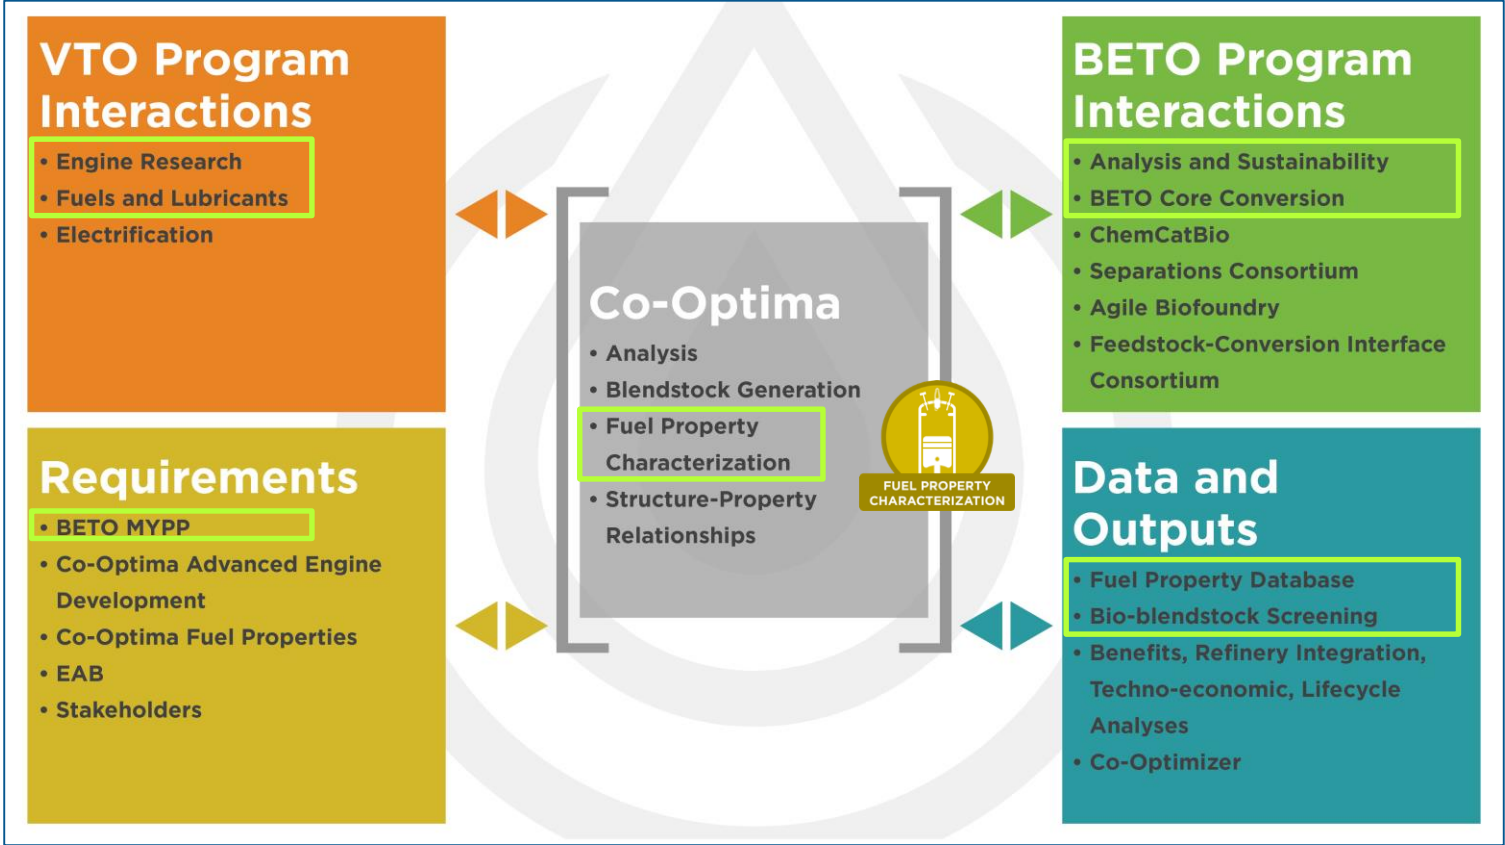 VTO Program
Interactions
• Engine Research
• Fuels and Lubricants
• Electrification
BETO Program
Interactions
• Analysis and Sustainability
• BETO Core Conversion
• ChemCatBio
• Separations Consortium
• Agile Biofoundry
• Feedstock-Conversion Interface
Consortium
Co-Optima
• Analysis
• Blendstock Generation
• Fuel Property
Characterization
• Structure-Property
Relationships
FUEL PROPERTY
CHARACTERIZATION
Requirements
• BETO MYPP
• Co-Optima Advanced Engine
Development
• Co-Optima Fuel Properties
• EAB
• Stakeholders
Data and
Outputs
• Fuel Property Database
• Bio-blendstock Screening
• Benefits, Refinery Integration,
Techno-economic, Lifecycle
Analyses
• Co-Optimizer